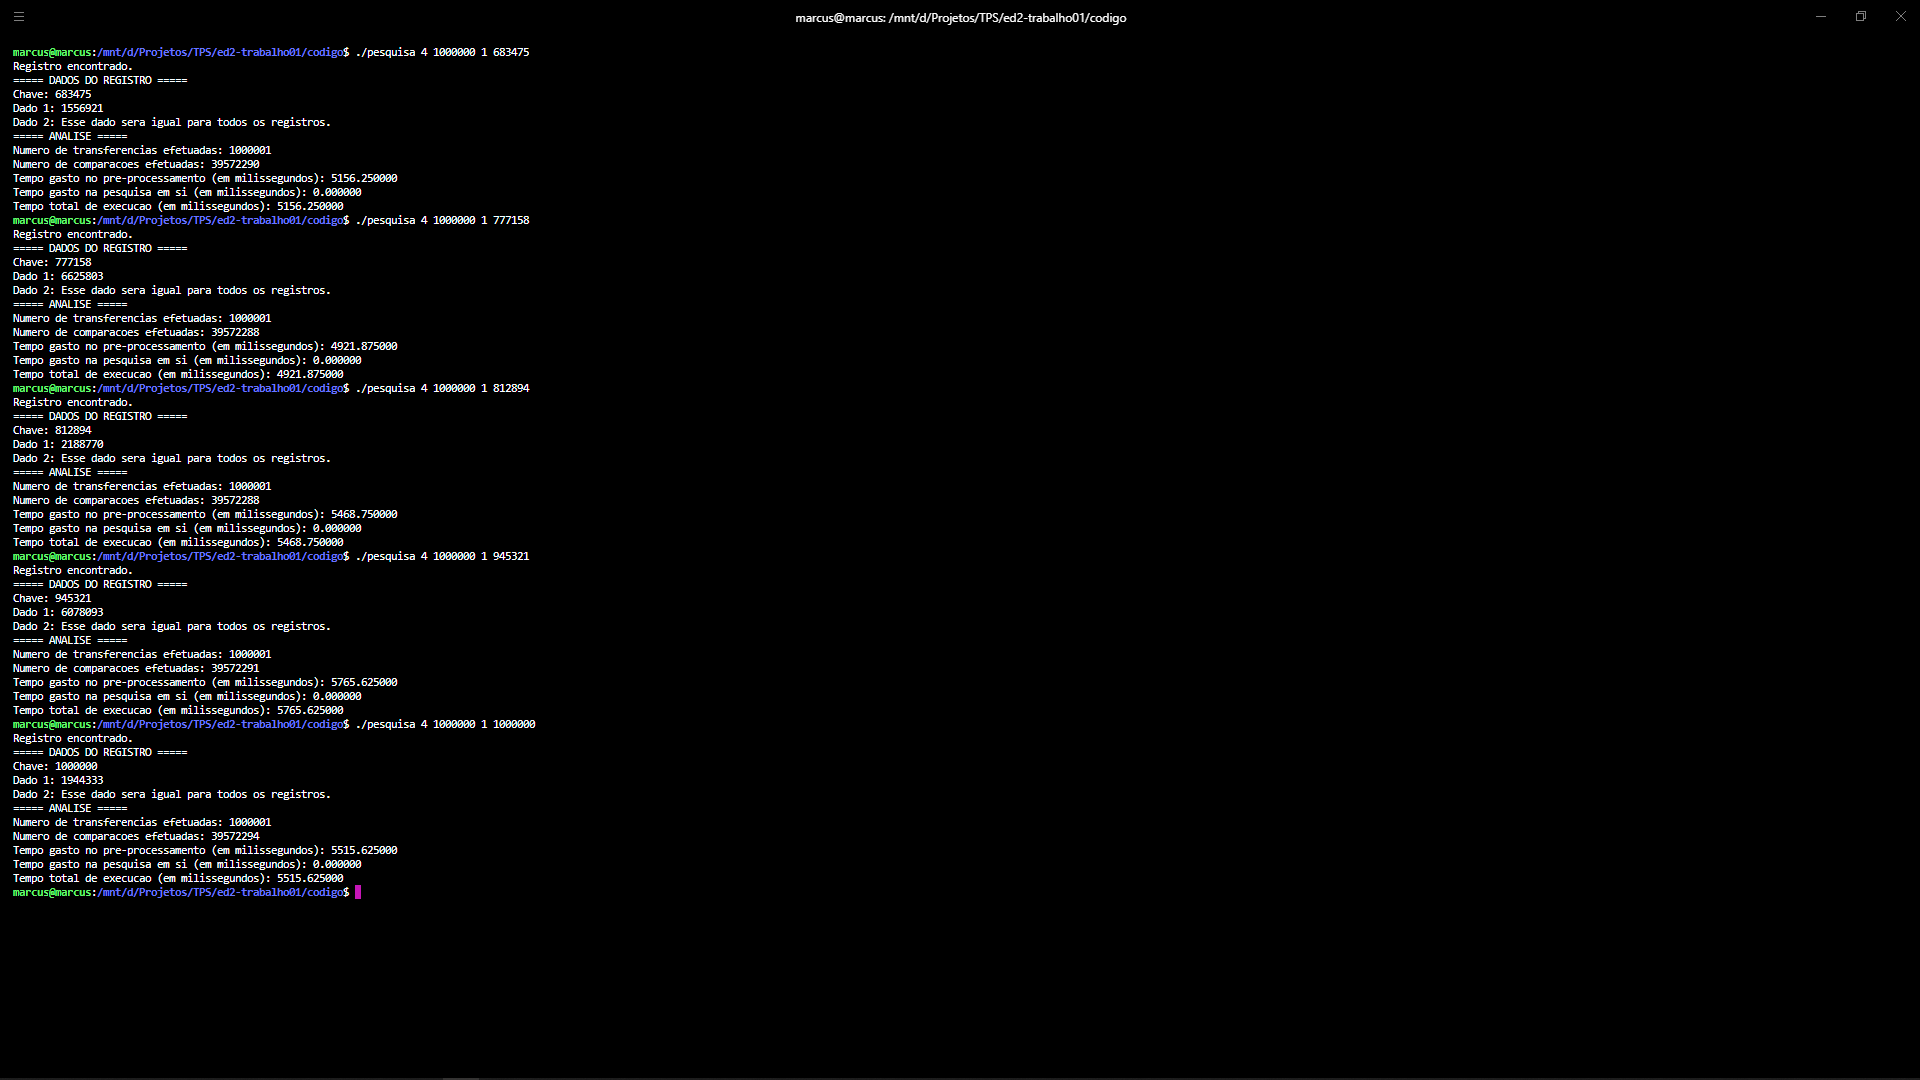 marcus@marcus: /mnt/d/Projetos/TPS/ed2-trabalho01/codigo
marcus@marcus:/mnt/d/Projetos/TPS/ed2-trabalho01/codigo$ ./pesquisa 4 1000000 1 683475
Registro encontrado.
===== DADOS DO REGISTRO =====
Chave: 683475
Dado 1: 1556921
Dado 2: Esse dado sera igual para todos os registros.
===== ANALISE =====
Numero de transferencias efetuadas: 1000001
Numero de comparacoes efetuadas: 39572290
Tempo gasto no pre-processamento (em milissegundos): 5156.250000
Tempo gasto na pesquisa em si (em milissegundos): 0.000000
Tempo total de execucao (em milissegundos): 5156.250000
marcus@marcus:/mnt/d/Projetos/TPS/ed2-trabalho01/codigo$ ./pesquisa 4 1000000 1 777158
Registro encontrado.
===== DADOS DO REGISTRO =====
Chave: 777158
Dado 1: 6625803
Dado 2: Esse dado sera igual para todos os registros.
===== ANALISE =====
Numero de transferencias efetuadas: 1000001
Numero de comparacoes efetuadas: 39572288
Tempo gasto no pre-processamento (em milissegundos): 4921.875000
Tempo gasto na pesquisa em si (em milissegundos): 0.000000
Tempo total de execucao (em milissegundos): 4921.875000
marcus@marcus:/mnt/d/Projetos/TPS/ed2-trabalho01/codigo$ ./pesquisa 4 1000000 1 812894
Registro encontrado.
===== DADOS DO REGISTRO =====
Chave: 812894
Dado 1: 2188770
Dado 2: Esse dado sera igual para todos os registros.
===== ANALISE =====
Numero de transferencias efetuadas: 1000001
Numero de comparacoes efetuadas: 39572288
Tempo gasto no pre-processamento (em milissegundos): 5468.750000
Tempo gasto na pesquisa em si (em milissegundos): 0.000000
Tempo total de execucao (em milissegundos): 5468.750000
marcus@marcus:/mnt/d/Projetos/TPS/ed2-trabalho01/codigo$ ./pesquisa 4 1000000 1 945321
Registro encontrado.
===== DADOS DO REGISTRO =====
Chave: 945321
Dado 1: 6078093
Dado 2: Esse dado sera igual para todos os registros.
===== ANALISE =====
Numero de transferencias efetuadas: 1000001
Numero de comparacoes efetuadas: 39572291
Tempo gasto no pre-processamento (em milissegundos): 5765.625000
Tempo gasto na pesquisa em si (em milissegundos): 0.000000
Tempo total de execucao (em milissegundos): 5765.625000
marcus@marcus:/mnt/d/Projetos/TPS/ed2-trabalho01/codigo$ ./pesquisa 4 1000000 1 1000000
Registro encontrado.
===== DADOS DO REGISTRO =====
Chave: 1000000
Dado 1: 1944333
Dado 2: Esse dado sera igual para todos os registros.
===== ANALISE =====
Numero de transferencias efetuadas: 1000001
Numero de comparacoes efetuadas: 39572294
Tempo gasto no pre-processamento (em milissegundos): 5515.625000
Tempo gasto na pesquisa em si (em milissegundos): 0.000000
Tempo total de execucao (em milissegundos): 5515.625000
marcus@marcus:/mnt/d/Projetos/TPS/ed2-trabalho01/codigo$